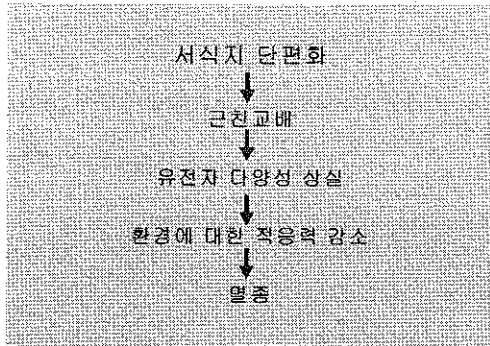 서식지 단편화
근친교배
유전자 다양성 상실
환경에 대한 적응력 감소
멸종